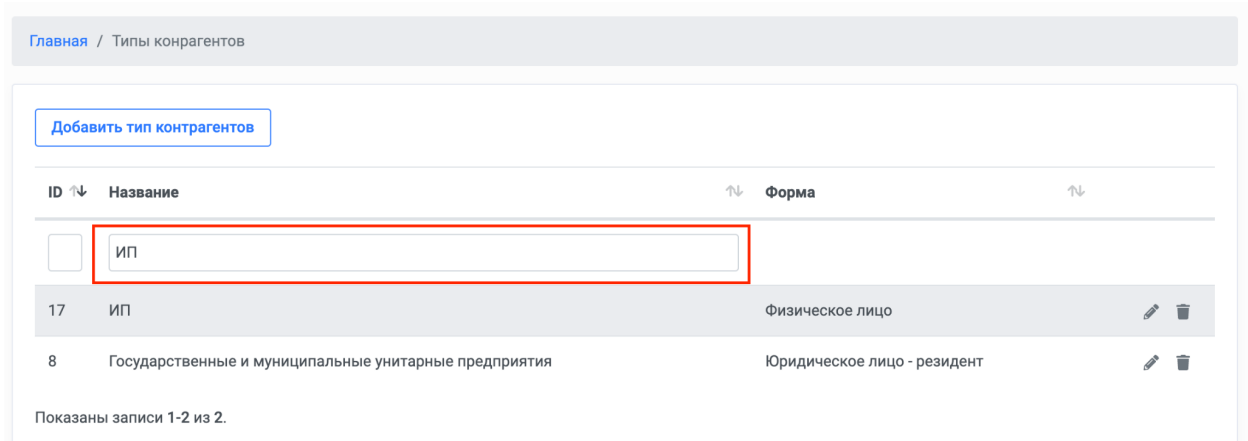 Главная / Типы конрагентов
Добавить тип контрагентов
ID Название Форма
ИП
17 ИП Физическое лицо
8 Государственные и муниципальные унитарные предприятия Юридическое лицо - резидент
Показаны записи 1-2 из 2.